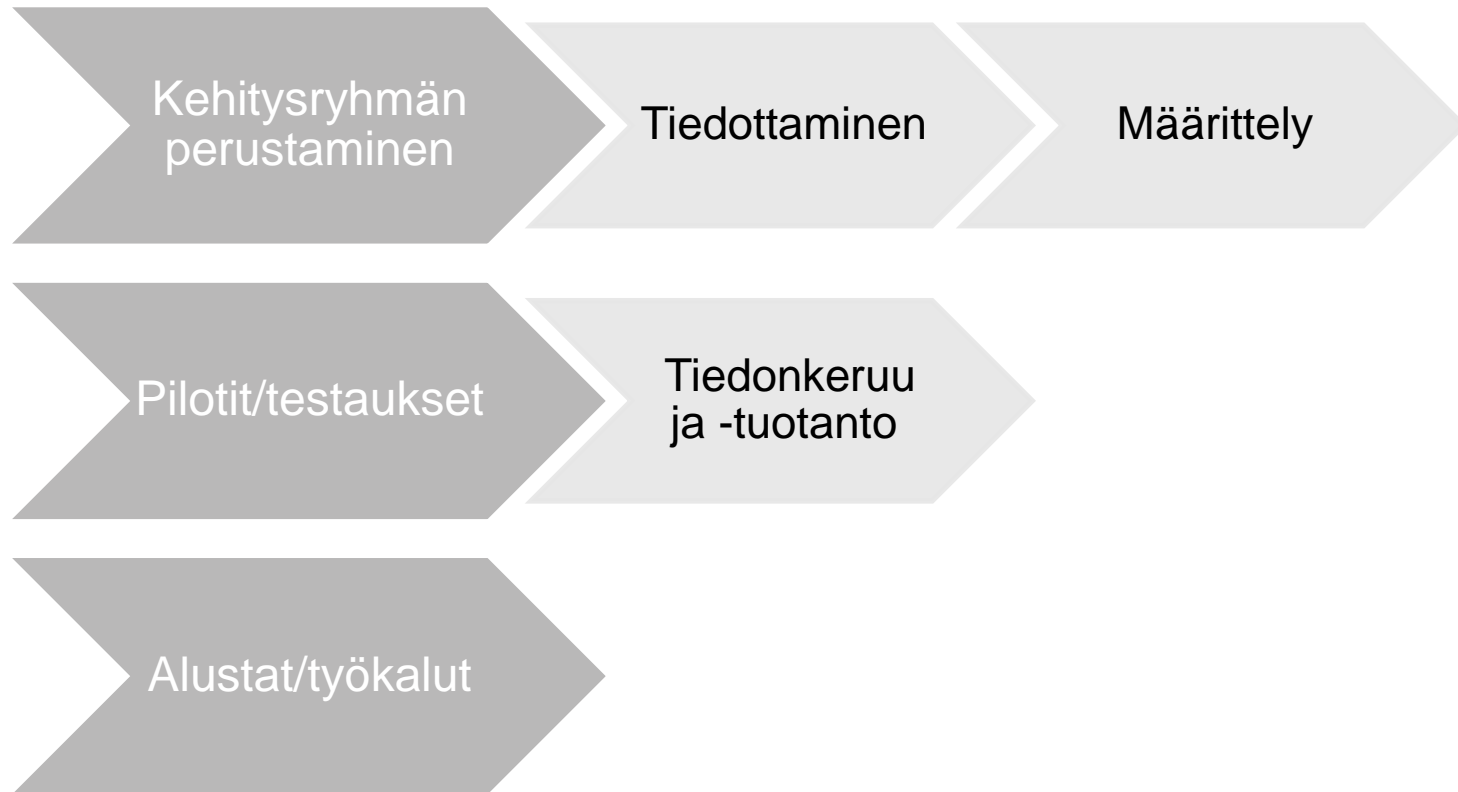 Kehitysryhmän
perustaminen
Tiedottaminen
Määrittely
Pilotit/testaukset
Tiedonkeruu
ja -tuotanto
Alustat/työkalut